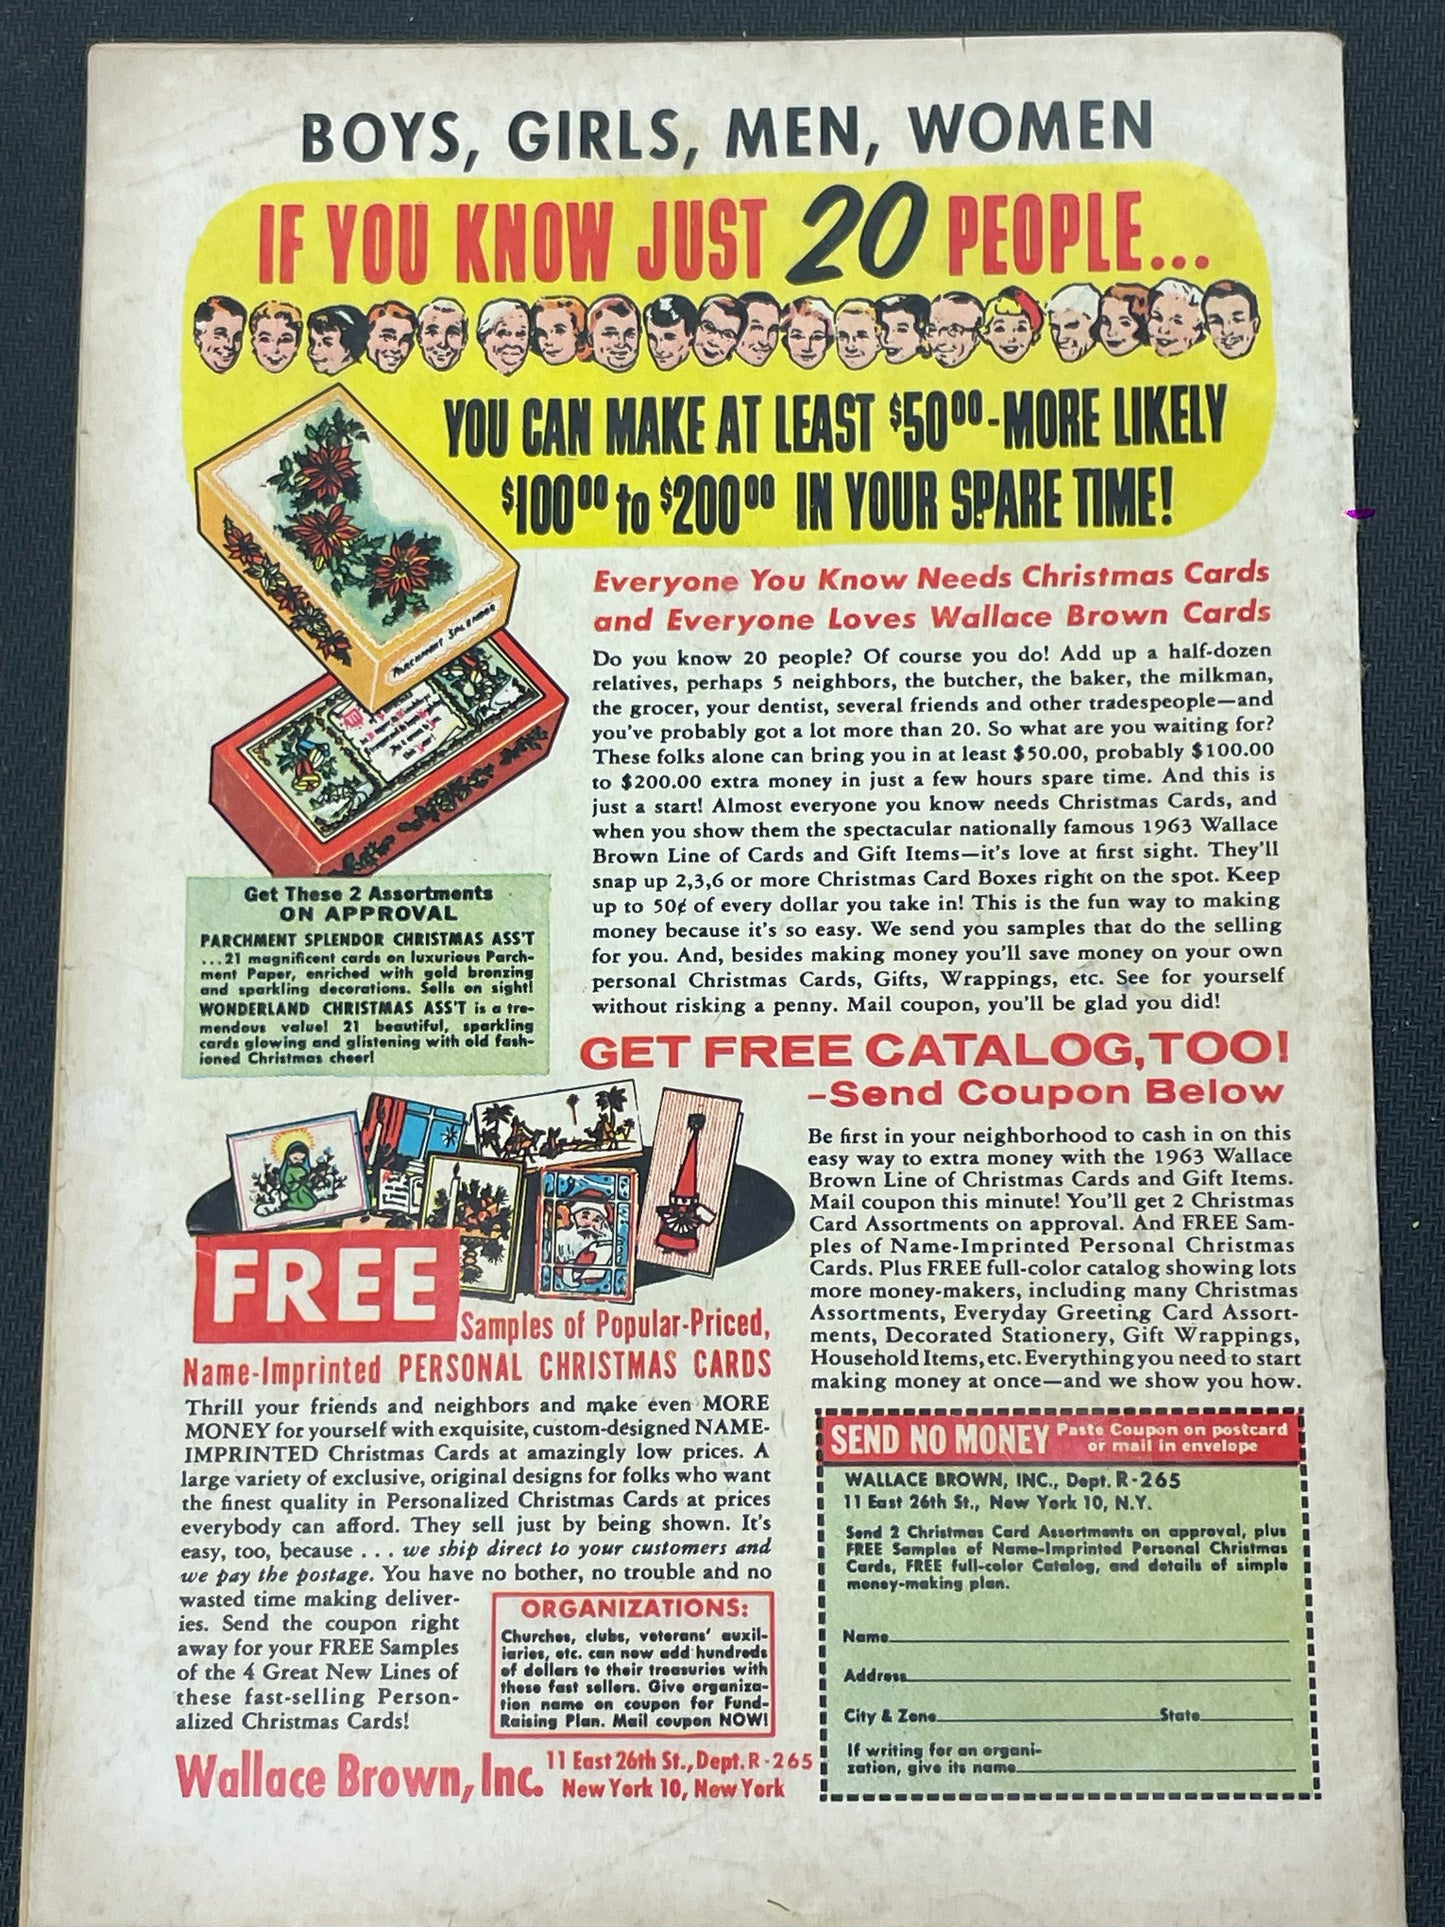 BOYS, GIRLS, MEN, WOMEN
IF YOU KNOW JUST 20 PEOPLE...
YOU CAN MAKE AT LEAST $50.00-MORE LIKELY
$100.00 to $200.00 IN YOUR SPARE TIME!
PARCHMENT SPLENDOR
Everyone You Know Needs Christmas Cards
and Everyone Loves Wallace Brown Cards
Do you know 20 people? Of course you do! Add up a half-dozen
relatives, perhaps 5 neighbors, the butcher, the baker, the milkman,
the grocer, your dentist, several friends and other tradespeople—and
you've probably got a lot more than 20. So what are you waiting for?
These folks alone can bring you in at least $50.00, probably $100.00
to $200.00 extra money in just a few hours spare time. And this is
just a start! Almost everyone you know needs Christmas Cards, and
when you show them the spectacular nationally famous 1963 Wallace
Brown Line of Cards and Gift Items—it's love at first sight. They'll
snap up 2,3,6 or more Christmas Card Boxes right on the spot. Keep
up to 50¢ of every dollar you take in! This is the fun way to making
money because it's so easy. We send you samples that do the selling
for you. And, besides making money you'll save money on your own
personal Christmas Cards, Gifts, Wrappings, etc. See for yourself
without risking a penny. Mail coupon, you'll be glad you did!
Get These 2 Assortments
ON APPROVAL
PARCHMENT SPLENDOR CHRISTMAS ASS'T
...21 magnificent cards on luxurious Parch-
ment Paper, enriched with gold bronzing
and sparkling decorations. Sells on sight!
WONDERLAND CHRISTMAS ASS'T is a tre-
mendous value! 21 beautiful, sparkling
cards glowing and glistening with old fash-
ioned Christmas cheer!
GET FREE CATALOG, TOO!
-Send Coupon Below
Be first in your neighborhood to cash in on this
easy way to extra money with the 1963 Wallace
Brown Line of Christmas Cards and Gift Items.
Mail coupon this minute! You'll get 2 Christmas
Card Assortments on approval. And FREE Sam-
ples of Name-Imprinted Personal Christmas
Cards. Plus FREE full-color catalog showing lots
more money-makers, including many Christmas
Assortments, Everyday Greeting Card Assort-
ments, Decorated Stationery, Gift Wrappings,
Household Items, etc. Everything you need to start
making money at once—and we show you how.
FREE
Samples of Popular-Priced,
Name-Imprinted PERSONAL CHRISTMAS CARDS
Thrill your friends and neighbors and make even MORE
MONEY for yourself with exquisite, custom-designed NAME-
IMPRINTED Christmas Cards at amazingly low prices. A
large variety of exclusive, original designs for folks who want
the finest quality in Personalized Christmas Cards at prices
everybody can afford. They sell just by being shown. It's
easy, too, because . . . we ship direct to your customers and
we pay the postage. You have no bother, no trouble and no
wasted time making deliver-
ies. Send the coupon right
away for your FREE Samples
of the 4 Great New Lines of
these fast-selling Person-
alized Christmas Cards!
ORGANIZATIONS:
Churches, clubs, veterans' auxil-
iaries, etc. can now add hundreds
of dollars to their treasuries with
these fast sellers. Give organiza-
tion name on coupon for Fund-
Raising Plan. Mail coupon NOW!
Wallace Brown, Inc.
11 East 26th St., Dept. R-265
New York 10, New York
SEND NO MONEY
Paste Coupon on postcard
or mail in envelope
WALLACE BROWN, INC., Dept. R-265
11 East 26th St., New York 10, N.Y.
Send 2 Christmas Card Assortments on approval, plus
FREE Samples of Name-Imprinted Personal Christmas
Cards, FREE full-color Catalog, and details of simple
money-making plan.
Name
Address
City & Zone State
If writing for an organi-
zation, give its name